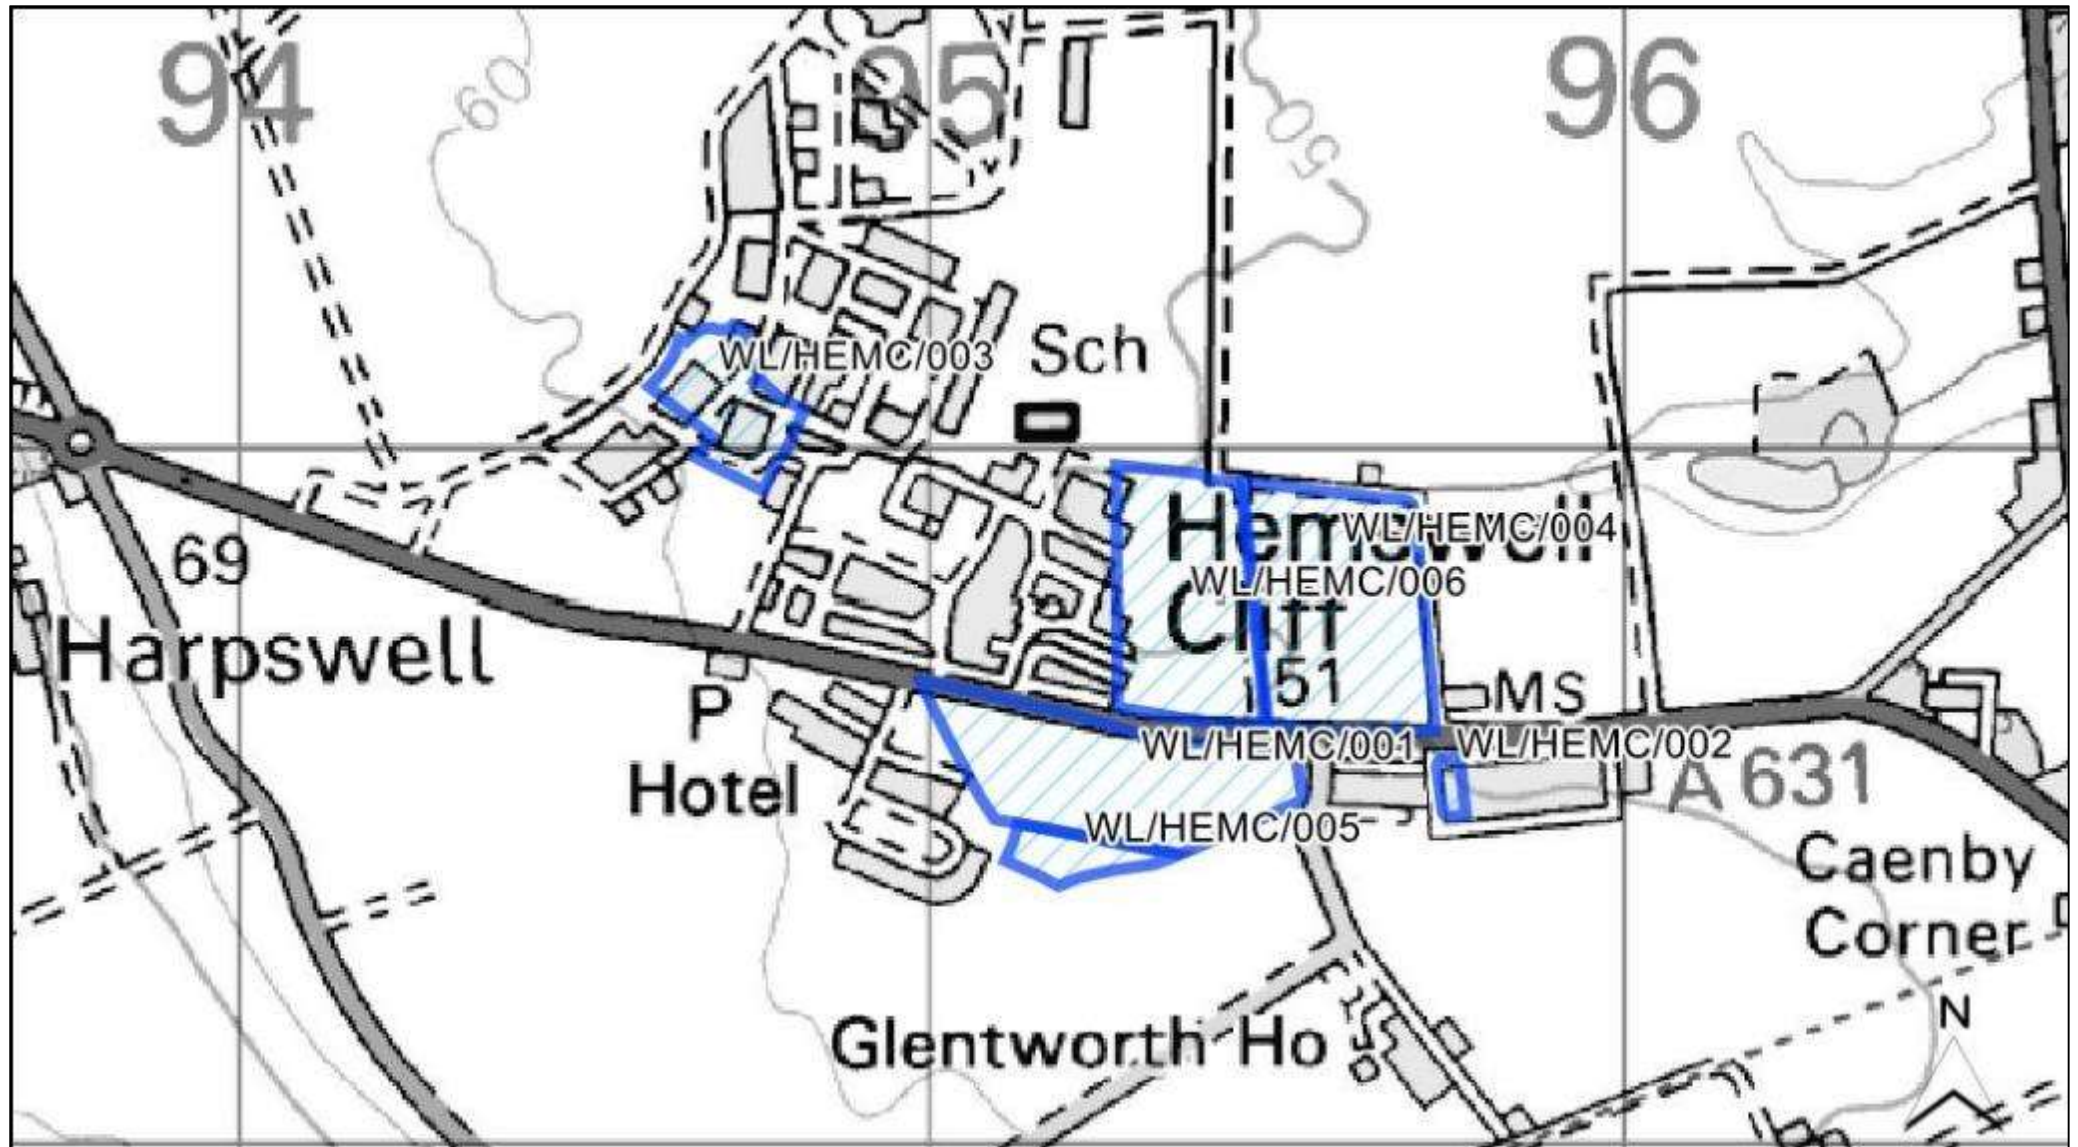 94
95
96
60
50
WL/HEMC/003
Sch
Hemswell
Cliff
WL/HEMC/004
WL/HEMC/006
69
Harpswell
51
MS
P
Hotel
WL/HEMC/001
WL/HEMC/002
A 631
WL/HEMC/005
Caenby
Corner
Glentworth Ho
N